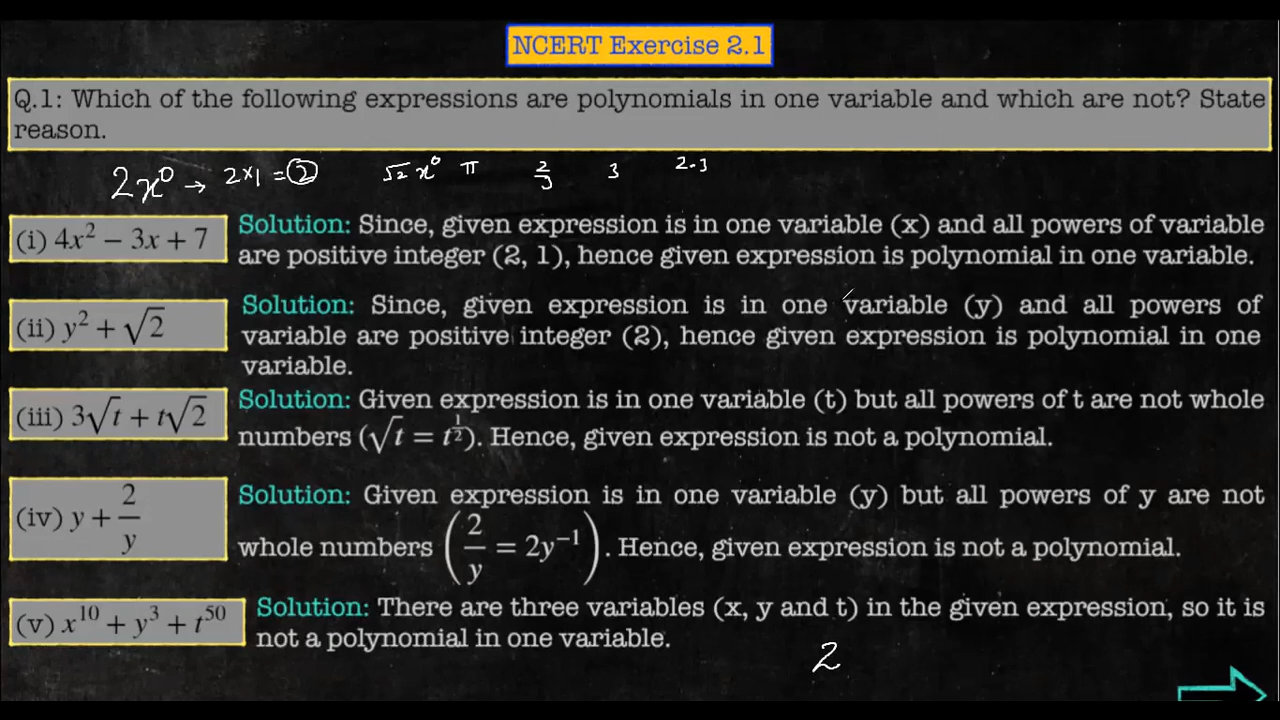 NCERT Exercise 2.1
Q.1: Which of the following expressions are polynomials in one variable and which are not? State
reason.
2x⁰ → 2×1 = 2 √2 x⁰ π 2/3 3 2.3
(i) 4x² − 3x + 7
Solution: Since, given expression is in one variable (x) and all powers of variable
are positive integer (2, 1), hence given expression is polynomial in one variable.
(ii) y² + √2
Solution: Since, given expression is in one variable (y) and all powers of
variable are positive integer (2), hence given expression is polynomial in one
variable.
(iii) 3√t + t√2
Solution: Given expression is in one variable (t) but all powers of t are not whole
numbers (√t = t^(1/2)). Hence, given expression is not a polynomial.
(iv) y + 2/y
Solution: Given expression is in one variable (y) but all powers of y are not
whole numbers (2/y = 2y⁻¹). Hence, given expression is not a polynomial.
(v) x¹⁰ + y³ + t⁵⁰
Solution: There are three variables (x, y and t) in the given expression, so it is
not a polynomial in one variable.
2